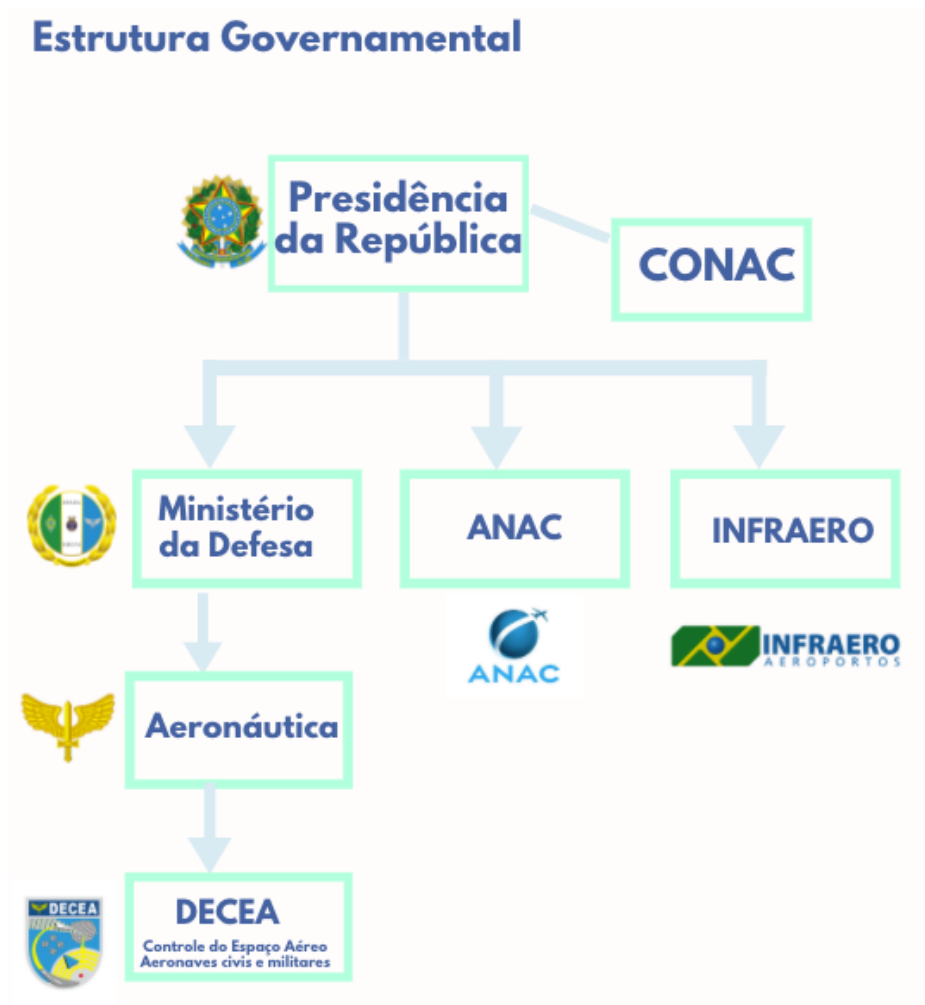 Estrutura Governamental
Presidência
da República
CONAC
Ministério
da Defesa
ANAC
INFRAERO
ANAC
INFRAERO
AEROPORTOS
Aeronáutica
DECEA
DECEA
Controle do Espaço Aéreo
Aeronaves civis e militares